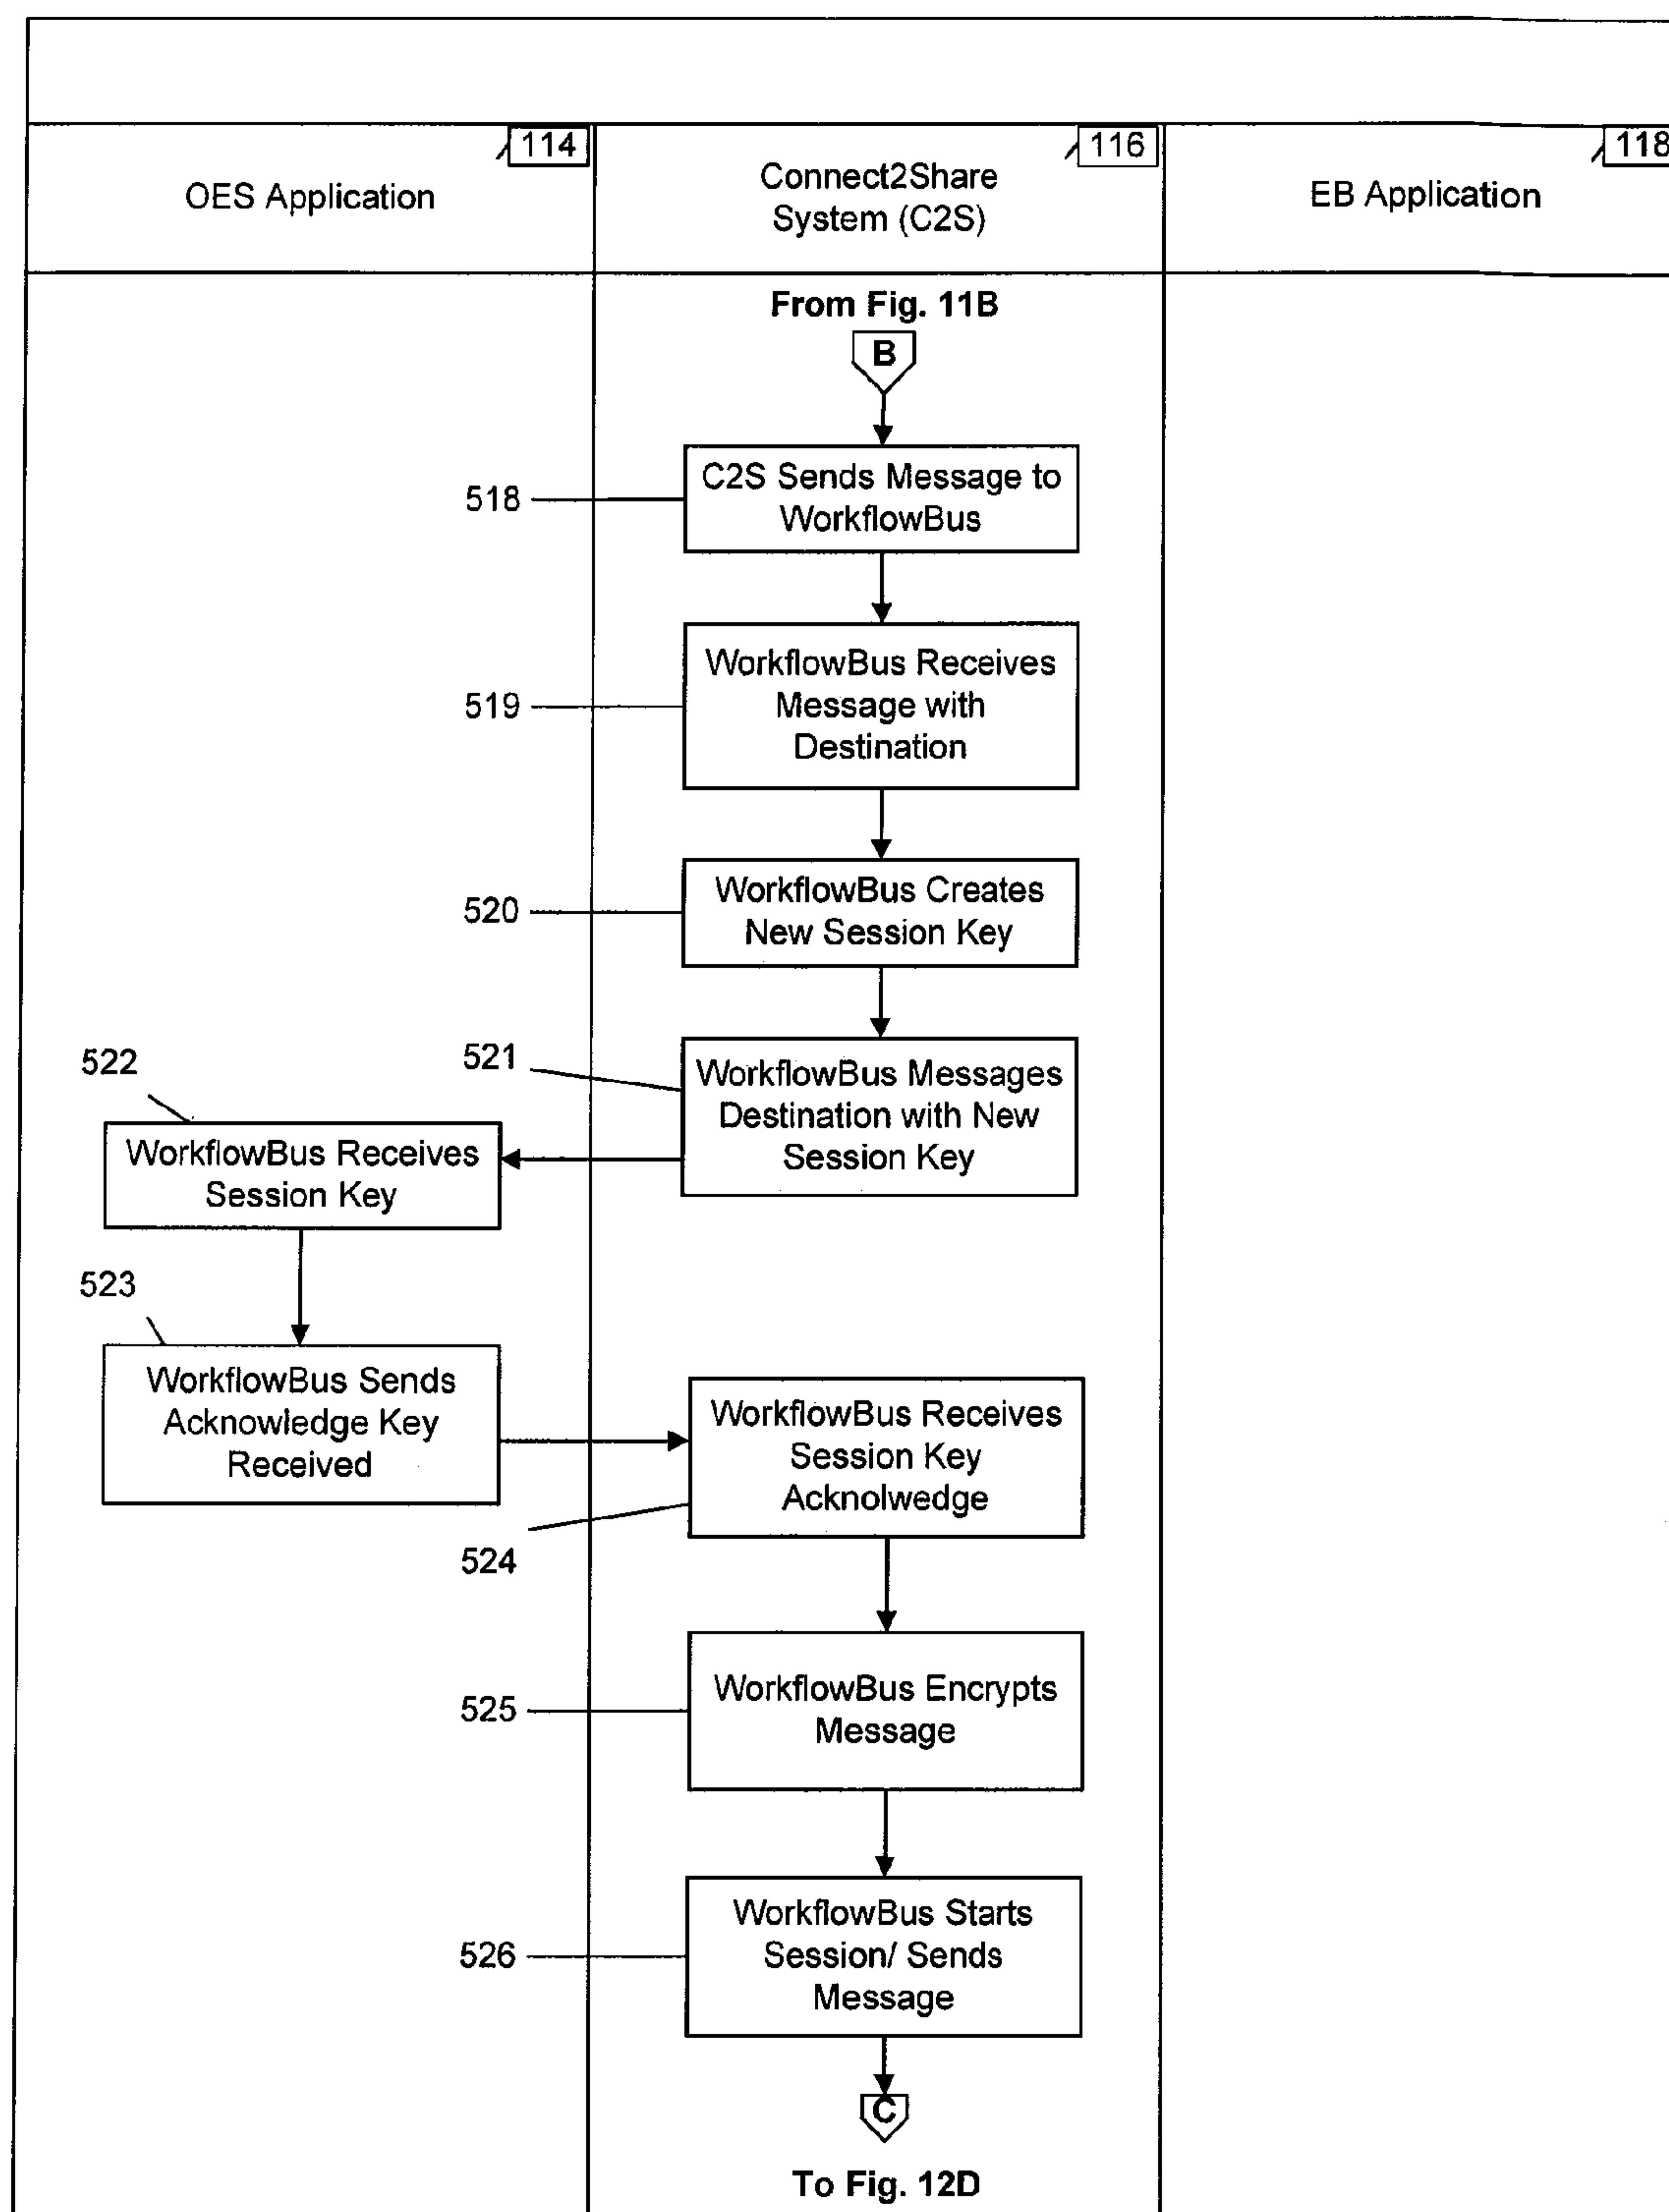 114
OES Application
116
Connect2Share
System (C2S)
118
EB Application
From Fig. 11B
B
518
C2S Sends Message to
WorkflowBus
519
WorkflowBus Receives
Message with
Destination
520
WorkflowBus Creates
New Session Key
521
WorkflowBus Messages
Destination with New
Session Key
522
WorkflowBus Receives
Session Key
523
WorkflowBus Sends
Acknowledge Key
Received
WorkflowBus Receives
Session Key
Acknolwedge
524
525
WorkflowBus Encrypts
Message
526
WorkflowBus Starts
Session/ Sends
Message
C
To Fig. 12D